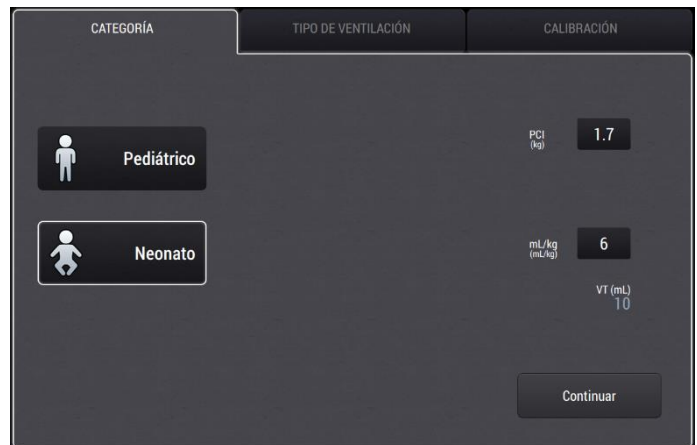 CATEGORÍA
TIPO DE VENTILACIÓN
CALIBRACIÓN
Pediátrico
PCI
(kg)
1.7
Neonato
mL/kg
(mL/kg)
6
VT (mL)
10
Continuar